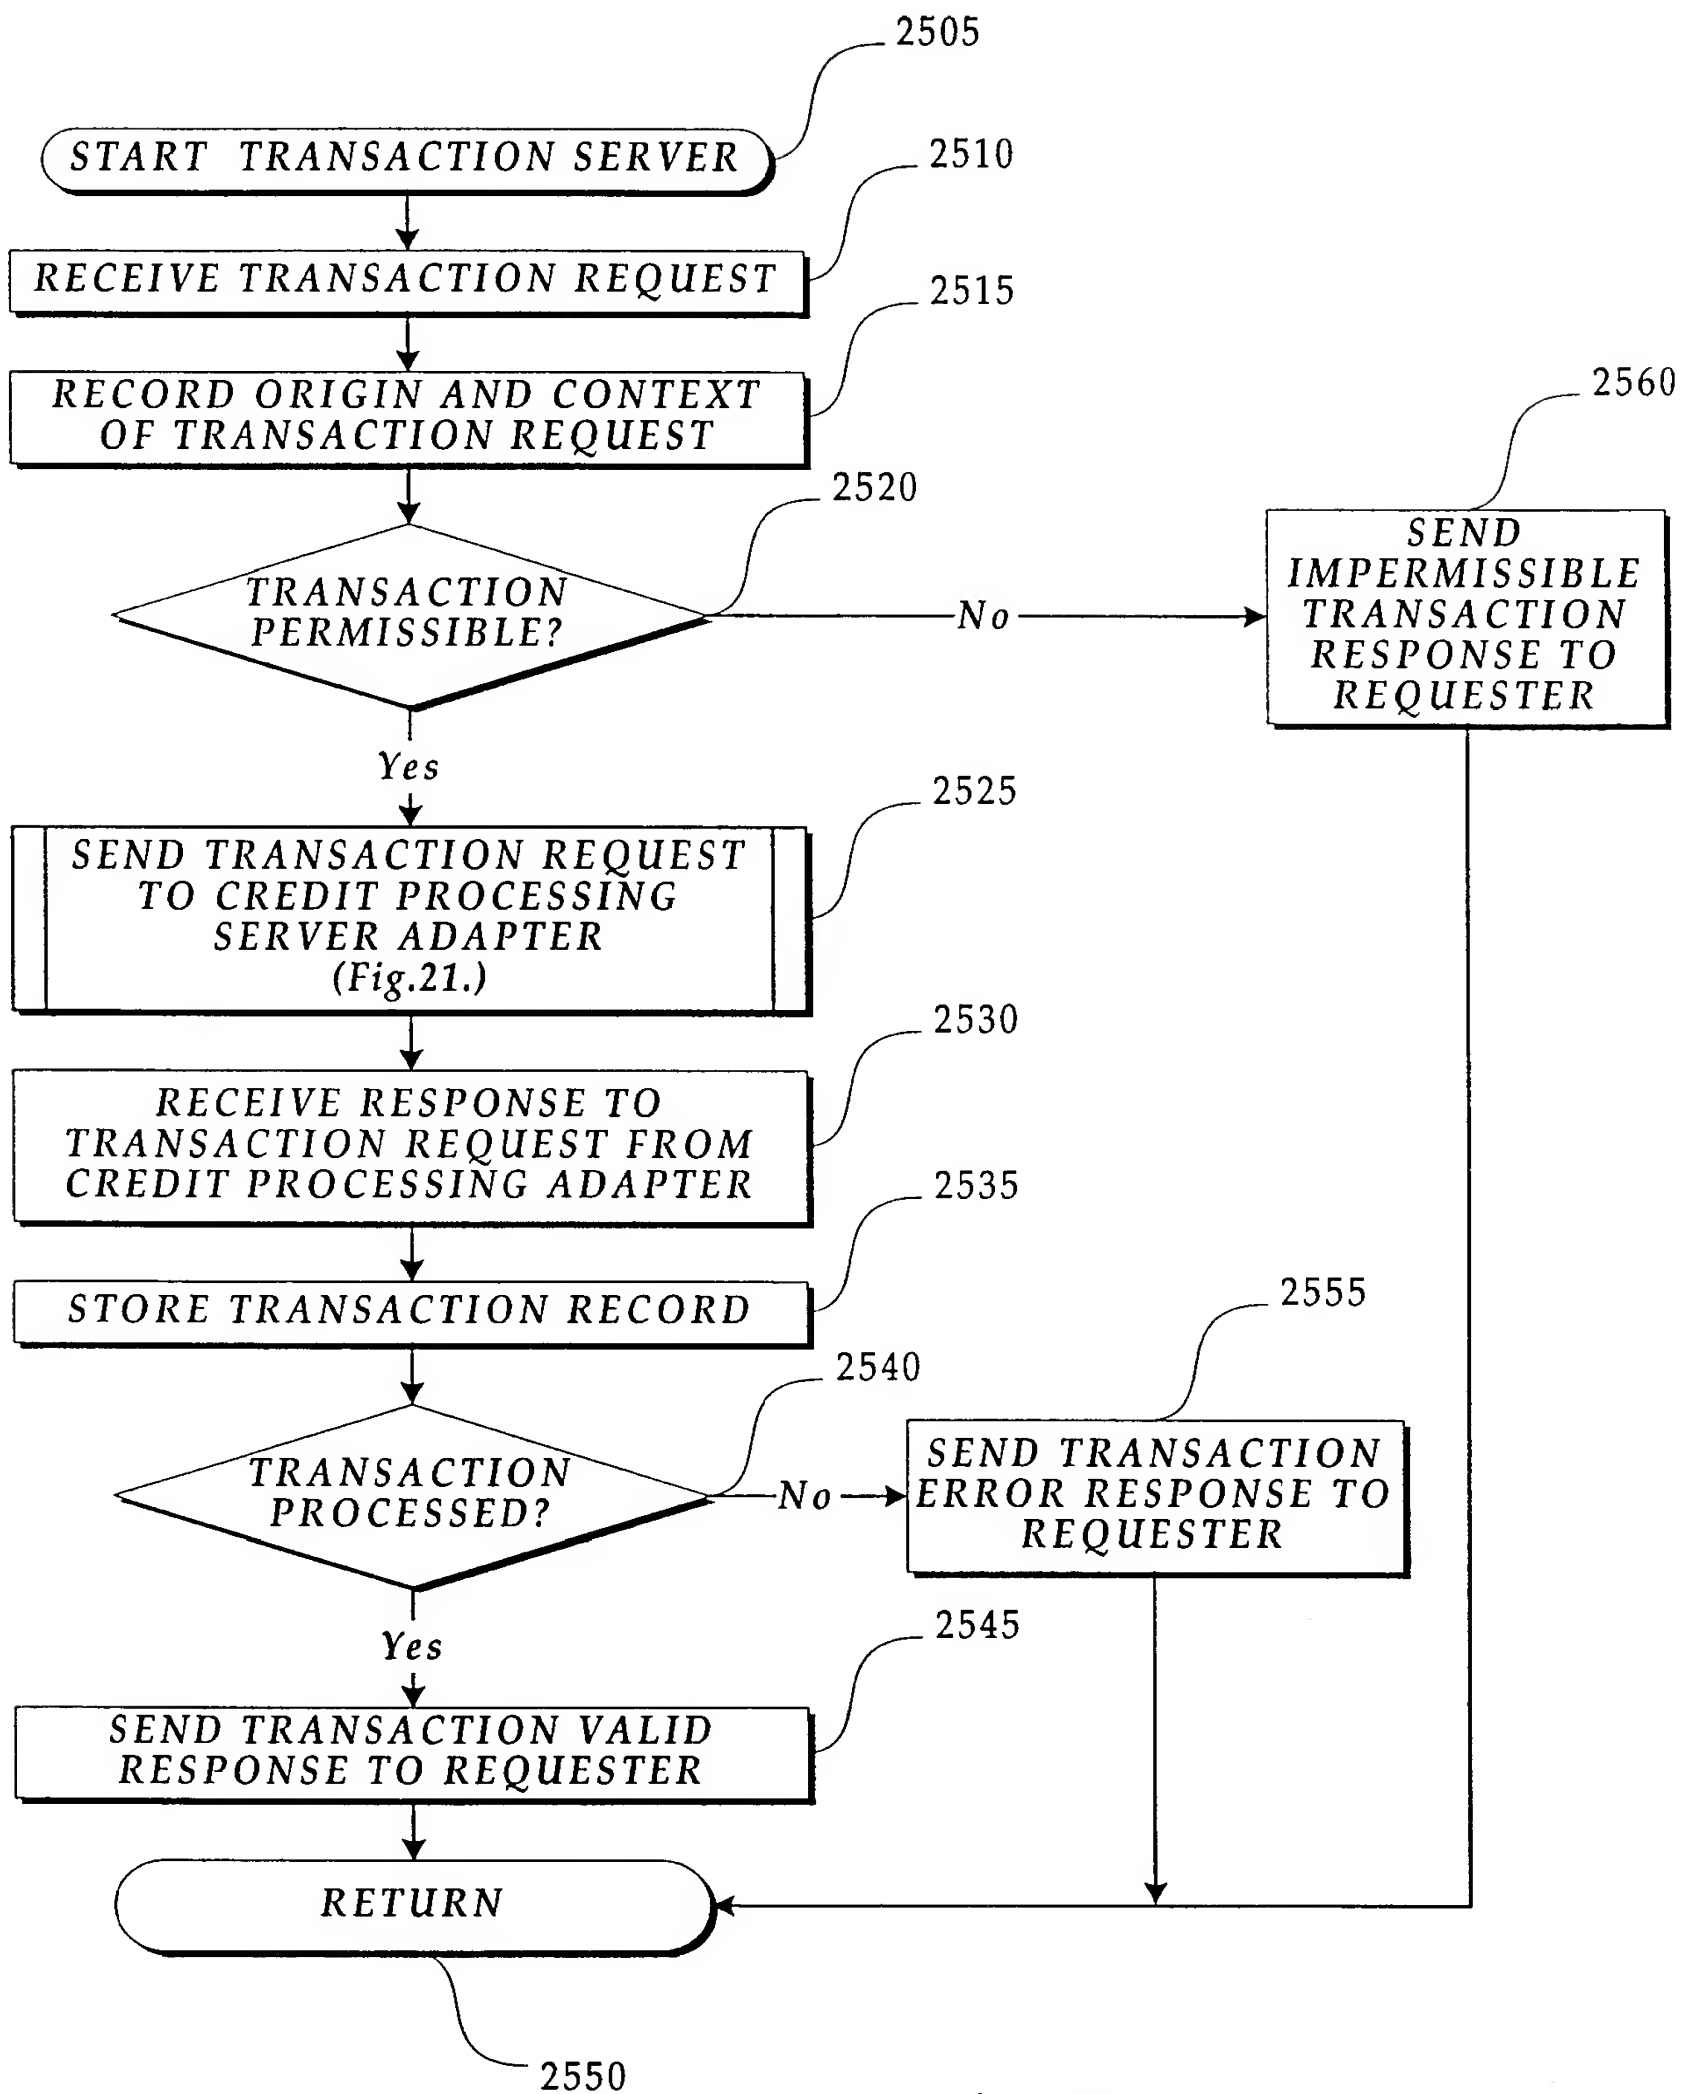 2505
START TRANSACTION SERVER
2510
RECEIVE TRANSACTION REQUEST
2515
RECORD ORIGIN AND CONTEXT
OF TRANSACTION REQUEST
2560
2520
SEND
IMPERMISSIBLE
TRANSACTION
RESPONSE TO
REQUESTER
TRANSACTION
PERMISSIBLE?
No
Yes
2525
SEND TRANSACTION REQUEST
TO CREDIT PROCESSING
SERVER ADAPTER
(Fig.21.)
2530
RECEIVE RESPONSE TO
TRANSACTION REQUEST FROM
CREDIT PROCESSING ADAPTER
2535
STORE TRANSACTION RECORD
2555
2540
TRANSACTION
PROCESSED?
No
SEND TRANSACTION
ERROR RESPONSE TO
REQUESTER
Yes
2545
SEND TRANSACTION VALID
RESPONSE TO REQUESTER
RETURN
2550